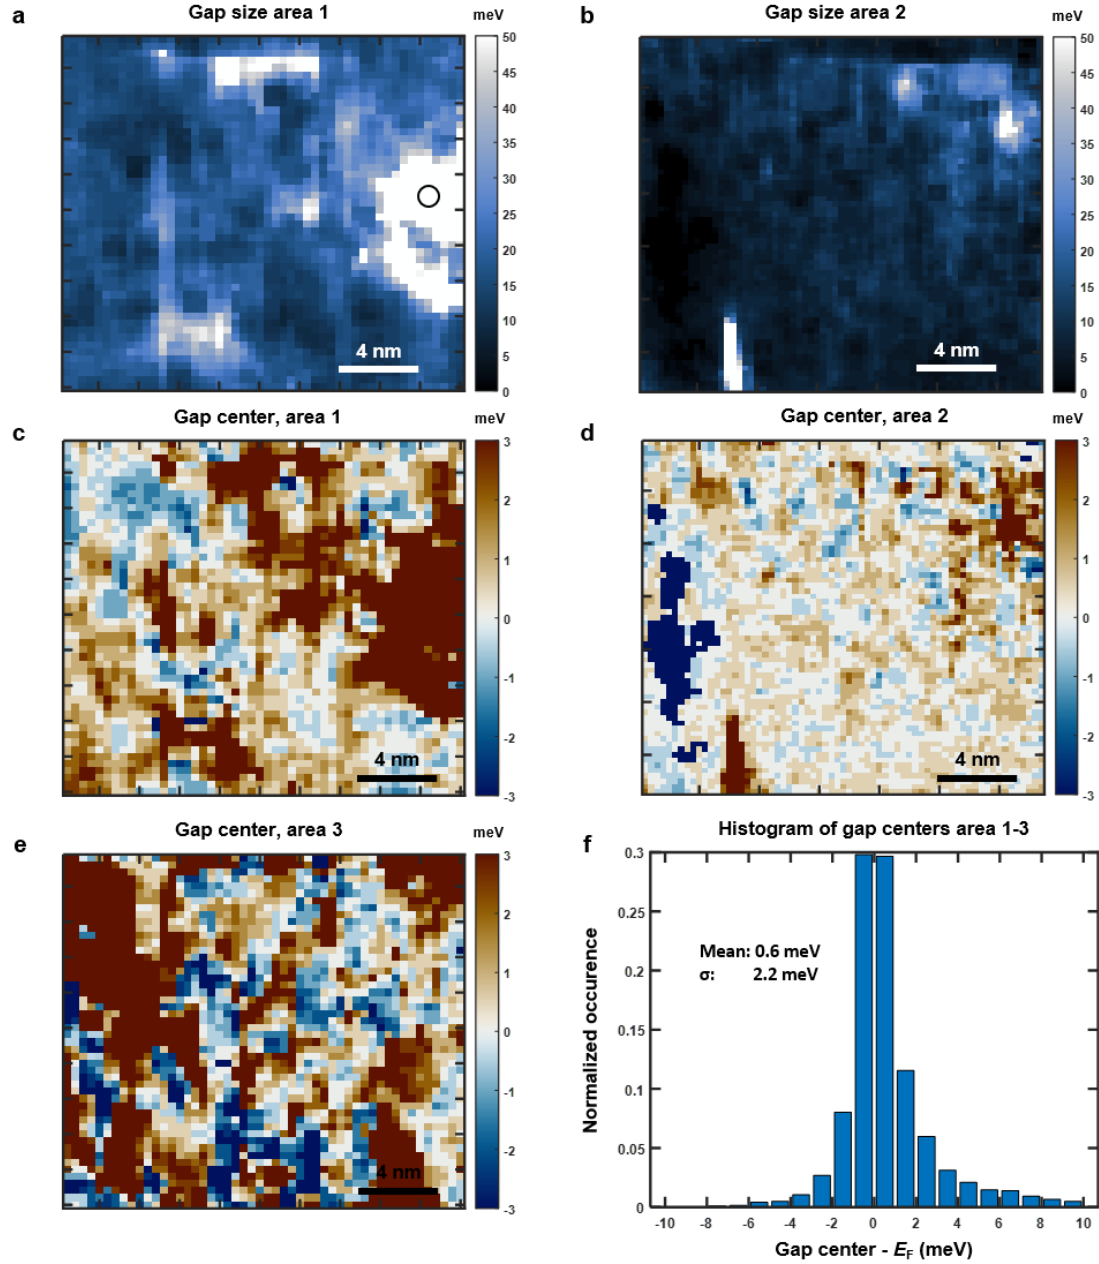 a
Gap size area 1
meV
50
45
40
35
30
25
20
15
10
5
0
4 nm
b
Gap size area 2
meV
50
45
40
35
30
25
20
15
10
5
0
4 nm
c
Gap center, area 1
meV
3
2
1
0
-1
-2
-3
4 nm
d
Gap center, area 2
meV
3
2
1
0
-1
-2
-3
4 nm
e
Gap center, area 3
meV
3
2
1
0
-1
-2
-3
4 nm
f
Histogram of gap centers area 1-3
Normalized occurence
0.3
0.25
0.2
0.15
0.1
0.05
0
Mean: 0.6 meV
σ: 2.2 meV
-10 -8 -6 -4 -2 0 2 4 6 8 10
Gap center - EF (meV)